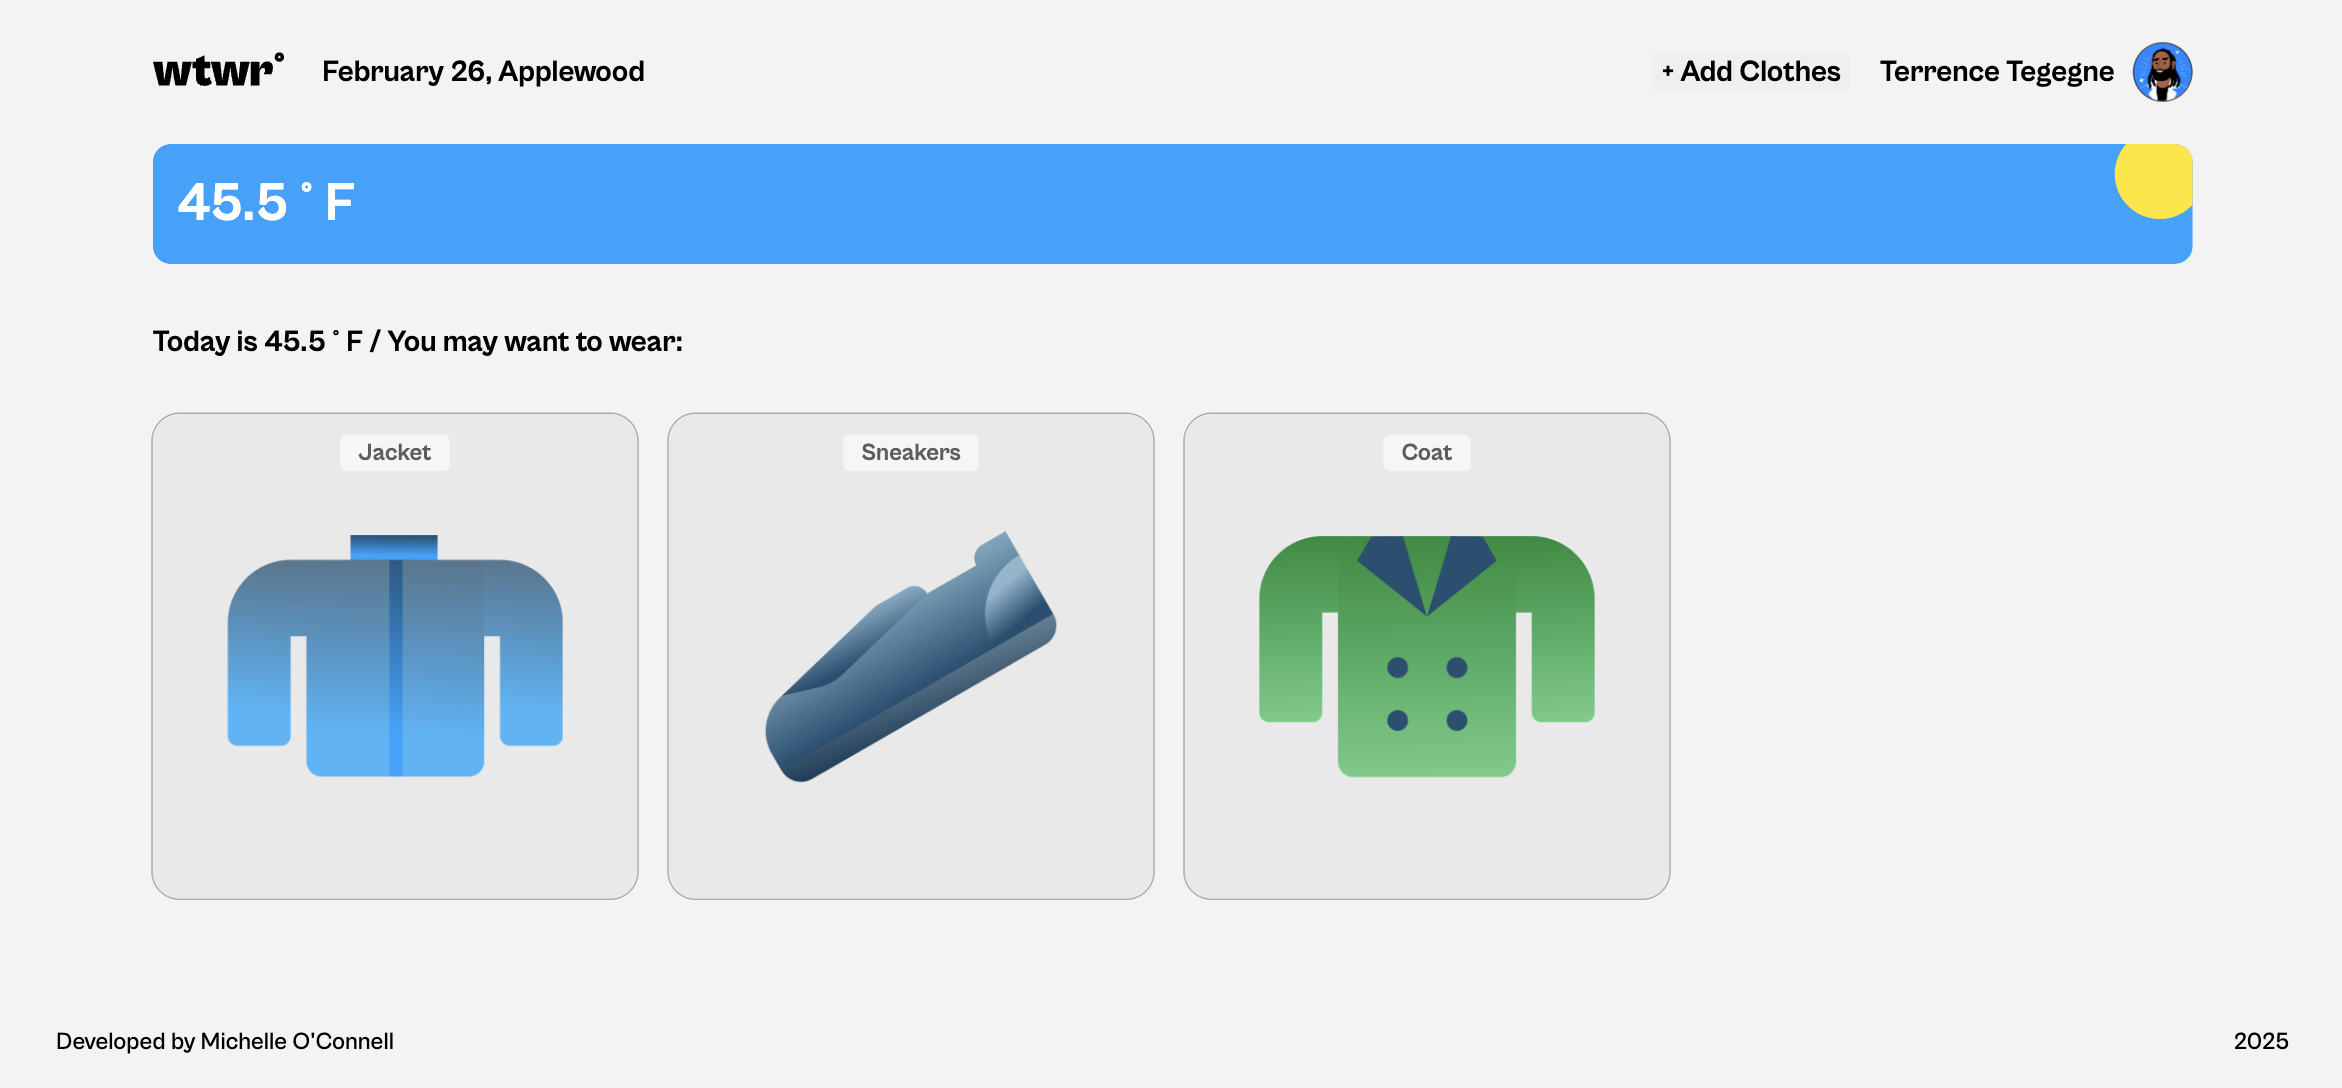 wtwr°
February 26, Applewood
+ Add Clothes
Terrence Tegegne
45.5 ° F
Today is 45.5 ° F / You may want to wear:
Jacket
Sneakers
Coat
Developed by Michelle O'Connell
2025